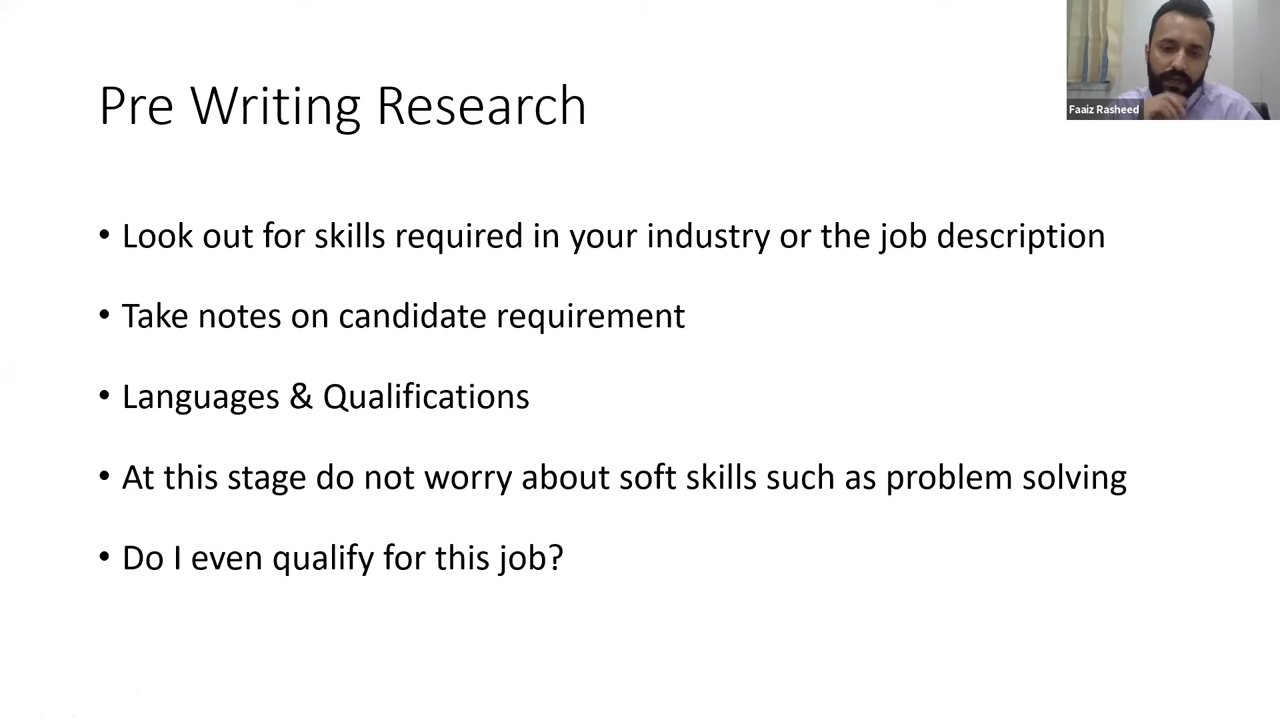 Pre Writing Research
Faaiz Rasheed
• Look out for skills required in your industry or the job description
• Take notes on candidate requirement
• Languages & Qualifications
• At this stage do not worry about soft skills such as problem solving
• Do I even qualify for this job?